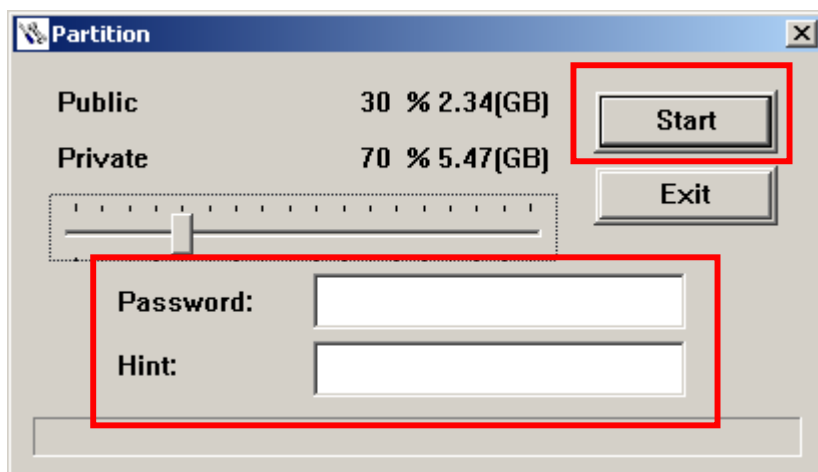 Partition
Public 30 % 2.34(GB)
Start
Private 70 % 5.47(GB)
Exit
Password:
Hint: